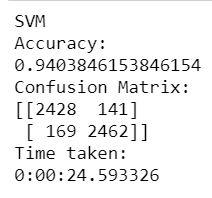 SVM
Accuracy:
0.9403846153846154
Confusion Matrix:
[[2428  141]
 [ 169 2462]]
Time taken:
0:00:24.593326